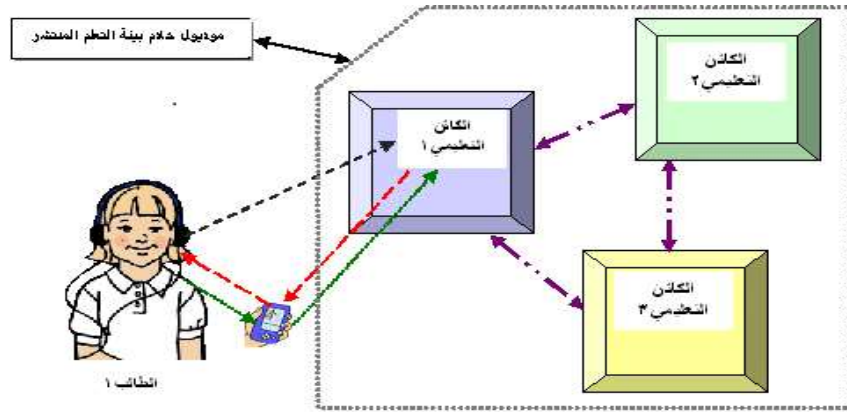 موديول خادم بيئة التعلم المنتشر
الكائن
التعليمي ٢
الكائن
التعليمي ١
الكائن
التعليمي ٣
الطالب ١